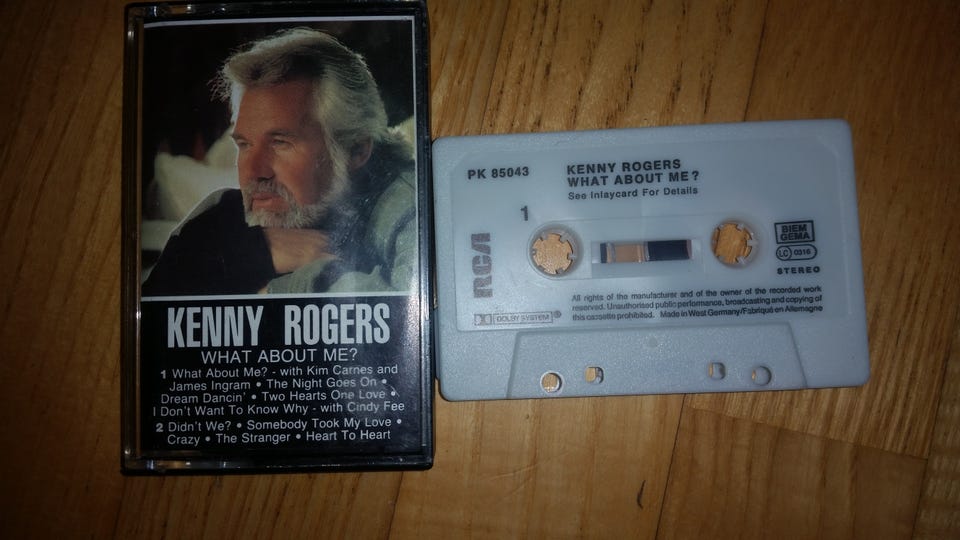 KENNY ROGERS
WHAT ABOUT ME?
1 What About Me? - with Kim Carnes and
James Ingram • The Night Goes On •
Dream Dancin' • Two Hearts One Love •
I Don't Want To Know Why - with Cindy Fee
2 Didn't We? • Somebody Took My Love •
Crazy • The Stranger • Heart To Heart
PK 85043
KENNY ROGERS
WHAT ABOUT ME?
See Inlaycard For Details
1
RCA
BIEM
GEMA
LC 0316
STEREO
DOLBY SYSTEM®
All rights of the manufacturer and of the owner of the recorded work
reserved. Unauthorised public performance, broadcasting and copying of
this cassette prohibited. Made in West Germany/Fabriqué en Allemagne